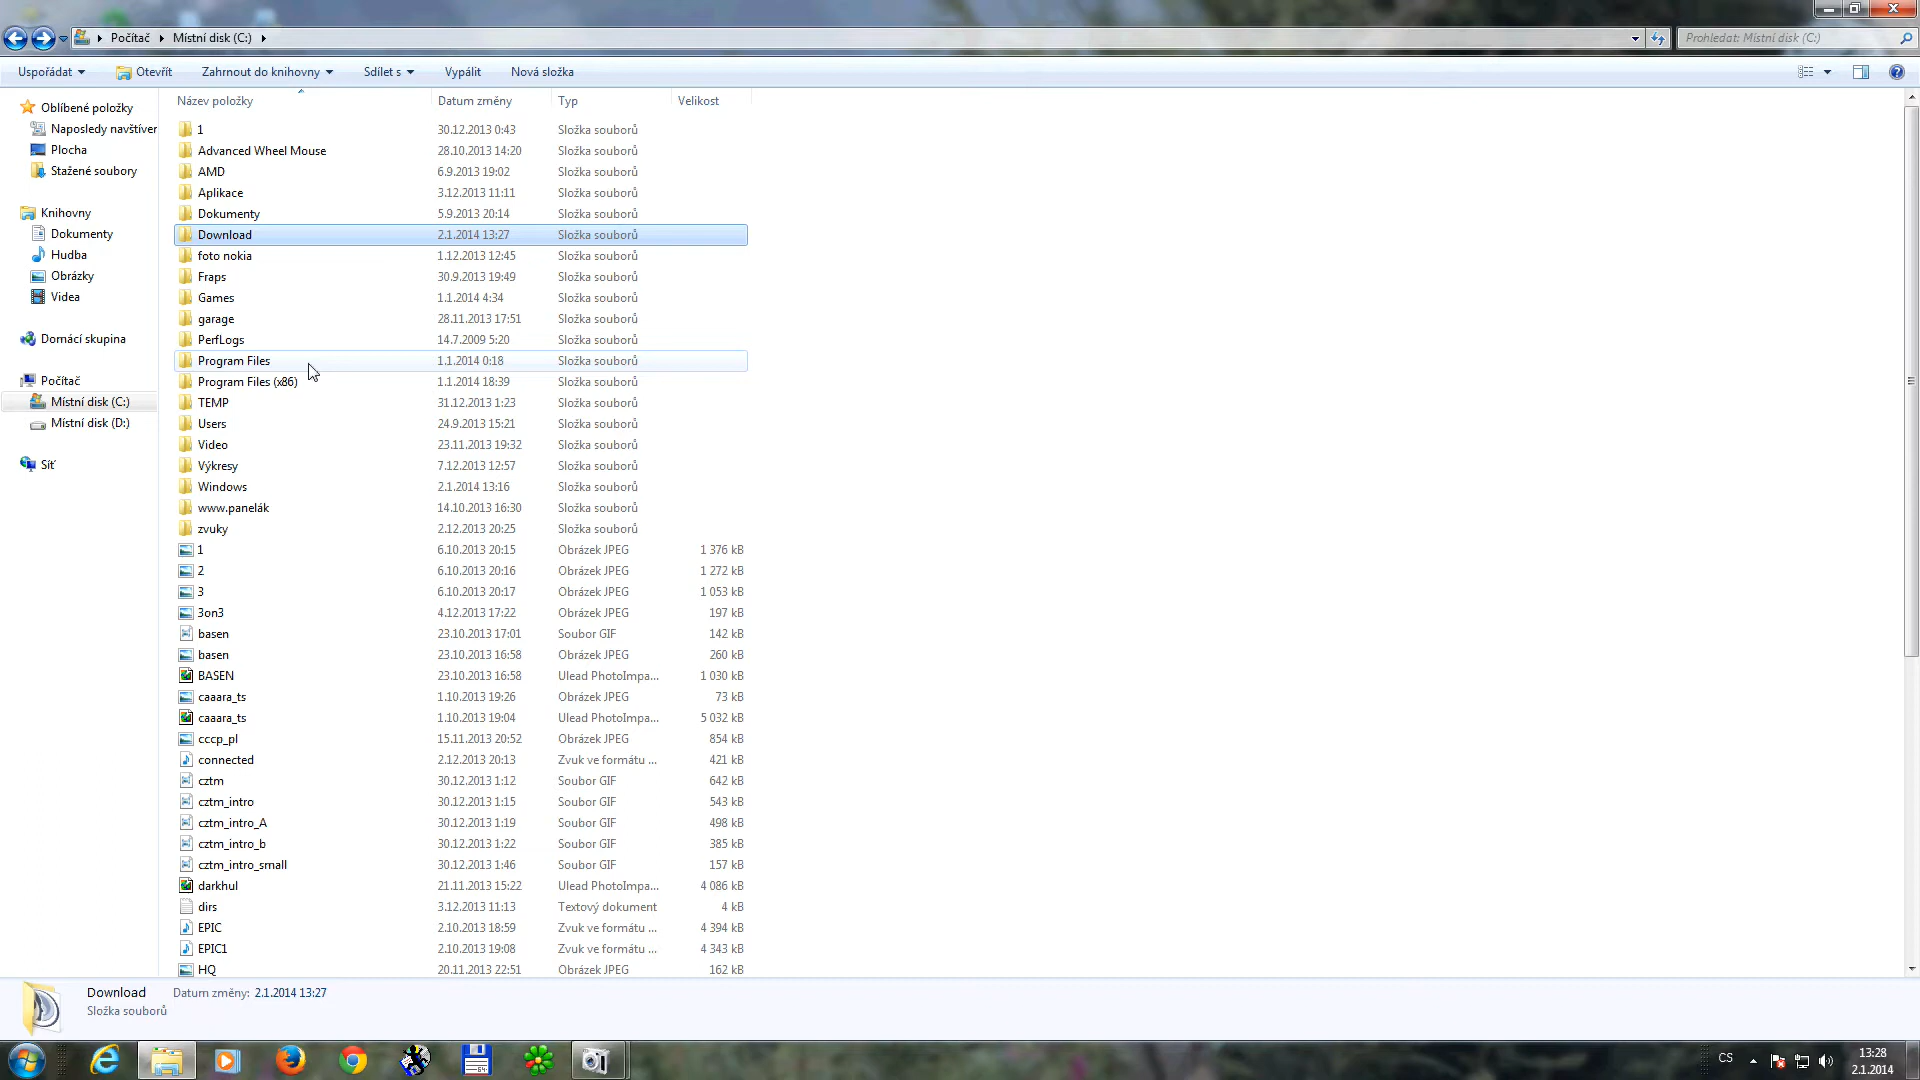 Počítač Místní disk (C:) Prohledat: Místní disk (C:)
Uspořádat Otevřít Zahrnout do knihovny Sdílet s Vypálit Nová složka
Oblíbené položky
Naposledy navštíver
Plocha
Stažené soubory
Knihovny
Dokumenty
Hudba
Obrázky
Videa
Domácí skupina
Počítač
Místní disk (C:)
Místní disk (D:)
Síť
Název položky Datum změny Typ Velikost
1 30.12.2013 0:43 Složka souborů
Advanced Wheel Mouse 28.10.2013 14:20 Složka souborů
AMD 6.9.2013 19:02 Složka souborů
Aplikace 3.12.2013 11:11 Složka souborů
Dokumenty 5.9.2013 20:14 Složka souborů
Download 2.1.2014 13:27 Složka souborů
foto nokia 1.12.2013 12:45 Složka souborů
Fraps 30.9.2013 19:49 Složka souborů
Games 1.1.2014 4:34 Složka souborů
garage 28.11.2013 17:51 Složka souborů
PerfLogs 14.7.2009 5:20 Složka souborů
Program Files 1.1.2014 0:18 Složka souborů
Program Files (x86) 1.1.2014 18:39 Složka souborů
TEMP 31.12.2013 1:23 Složka souborů
Users 24.9.2013 15:21 Složka souborů
Video 23.11.2013 19:32 Složka souborů
Výkresy 7.12.2013 12:57 Složka souborů
Windows 2.1.2014 13:16 Složka souborů
www.panelák 14.10.2013 16:30 Složka souborů
zvuky 2.12.2013 20:25 Složka souborů
1 6.10.2013 20:15 Obrázek JPEG 1 376 kB
2 6.10.2013 20:16 Obrázek JPEG 1 272 kB
3 6.10.2013 20:17 Obrázek JPEG 1 053 kB
3on3 4.12.2013 17:22 Obrázek JPEG 197 kB
basen 23.10.2013 17:01 Soubor GIF 142 kB
basen 23.10.2013 16:58 Obrázek JPEG 260 kB
BASEN 23.10.2013 16:58 Ulead PhotoImpa... 1 030 kB
caaara_ts 1.10.2013 19:26 Obrázek JPEG 73 kB
caaara_ts 1.10.2013 19:04 Ulead PhotoImpa... 5 032 kB
cccp_pl 15.11.2013 20:52 Obrázek JPEG 854 kB
connected 2.12.2013 20:13 Zvuk ve formátu ... 421 kB
cztm 30.12.2013 1:12 Soubor GIF 642 kB
cztm_intro 30.12.2013 1:15 Soubor GIF 543 kB
cztm_intro_A 30.12.2013 1:19 Soubor GIF 498 kB
cztm_intro_b 30.12.2013 1:22 Soubor GIF 385 kB
cztm_intro_small 30.12.2013 1:46 Soubor GIF 157 kB
darkhul 21.11.2013 15:22 Ulead PhotoImpa... 4 086 kB
dirs 3.12.2013 11:13 Textový dokument 4 kB
EPIC 2.10.2013 18:59 Zvuk ve formátu ... 4 394 kB
EPIC1 2.10.2013 19:08 Zvuk ve formátu ... 4 343 kB
HQ 20.11.2013 22:51 Obrázek JPEG 162 kB
Download Datum změny: 2.1.2014 13:27
Složka souborů
CS 13:28
2.1.2014